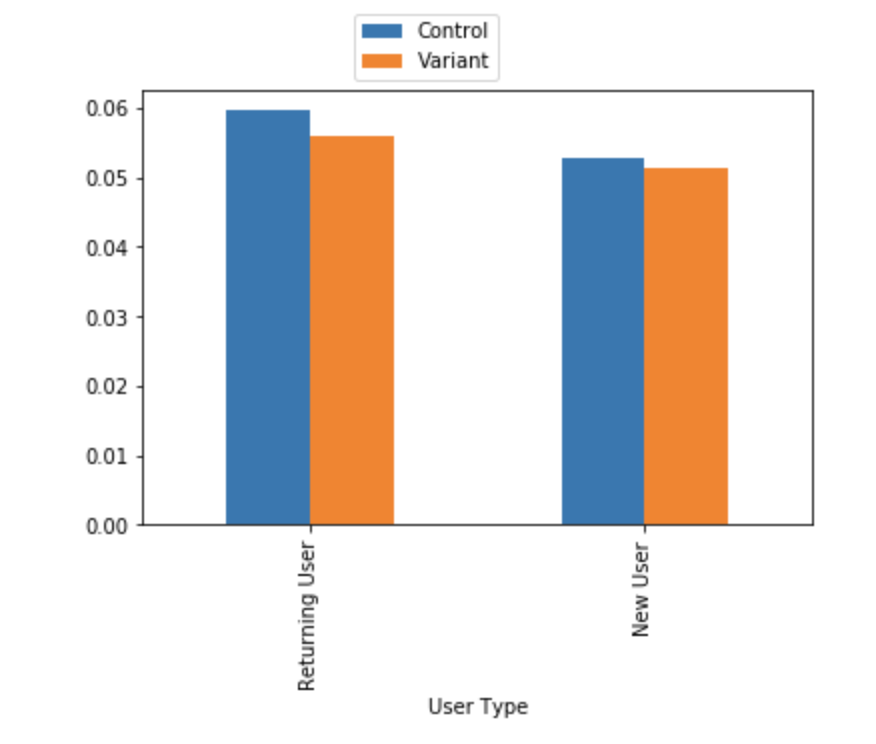 Control
Variant
0.06
0.05
0.04
0.03
0.02
0.01
0.00
Returning User
New User
User Type